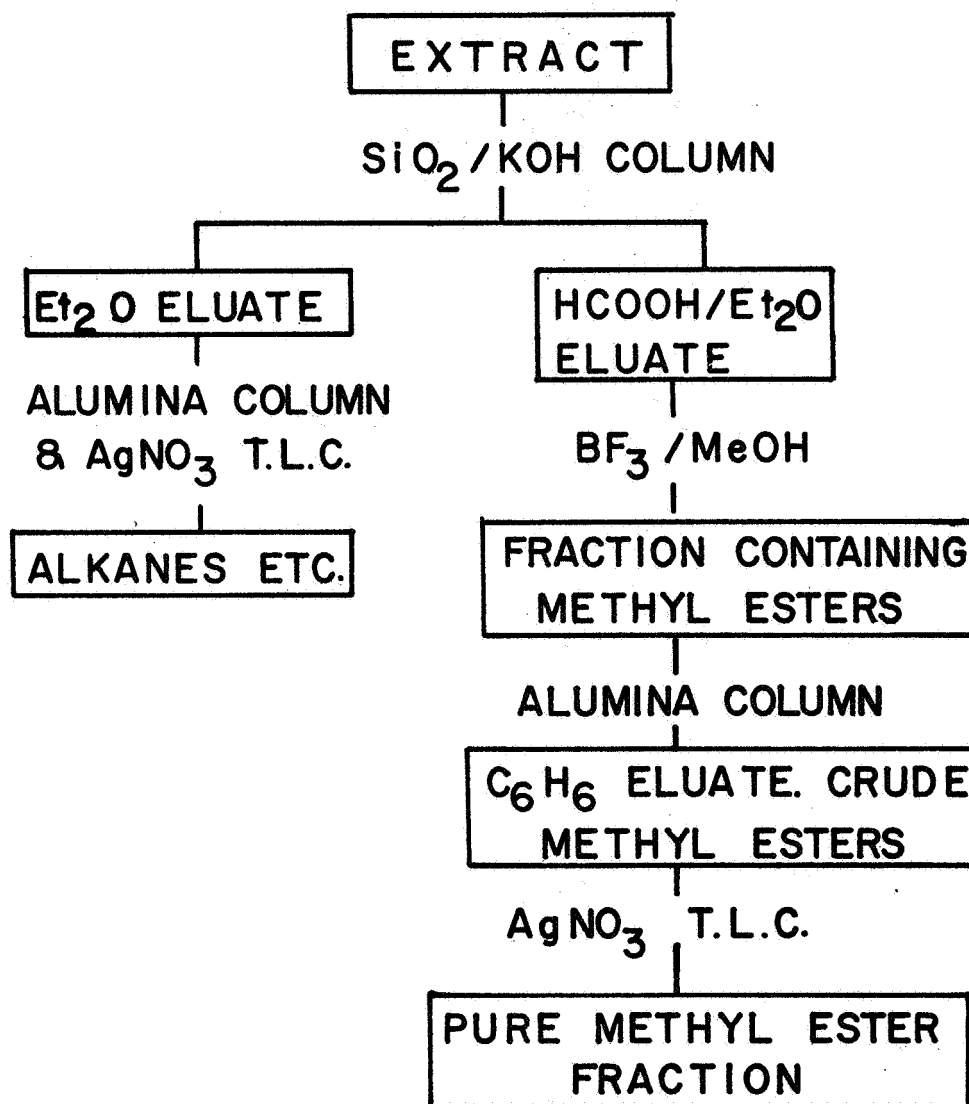 EXTRACT
SiO₂/KOH COLUMN
Et₂O ELUATE
ALUMINA COLUMN
& AgNO₃ T.L.C.
ALKANES ETC.
HCOOH/Et₂O
ELUATE
BF₃/MeOH
FRACTION CONTAINING
METHYL ESTERS
ALUMINA COLUMN
C₆H₆ ELUATE. CRUDE
METHYL ESTERS
AgNO₃ T.L.C.
PURE METHYL ESTER
FRACTION